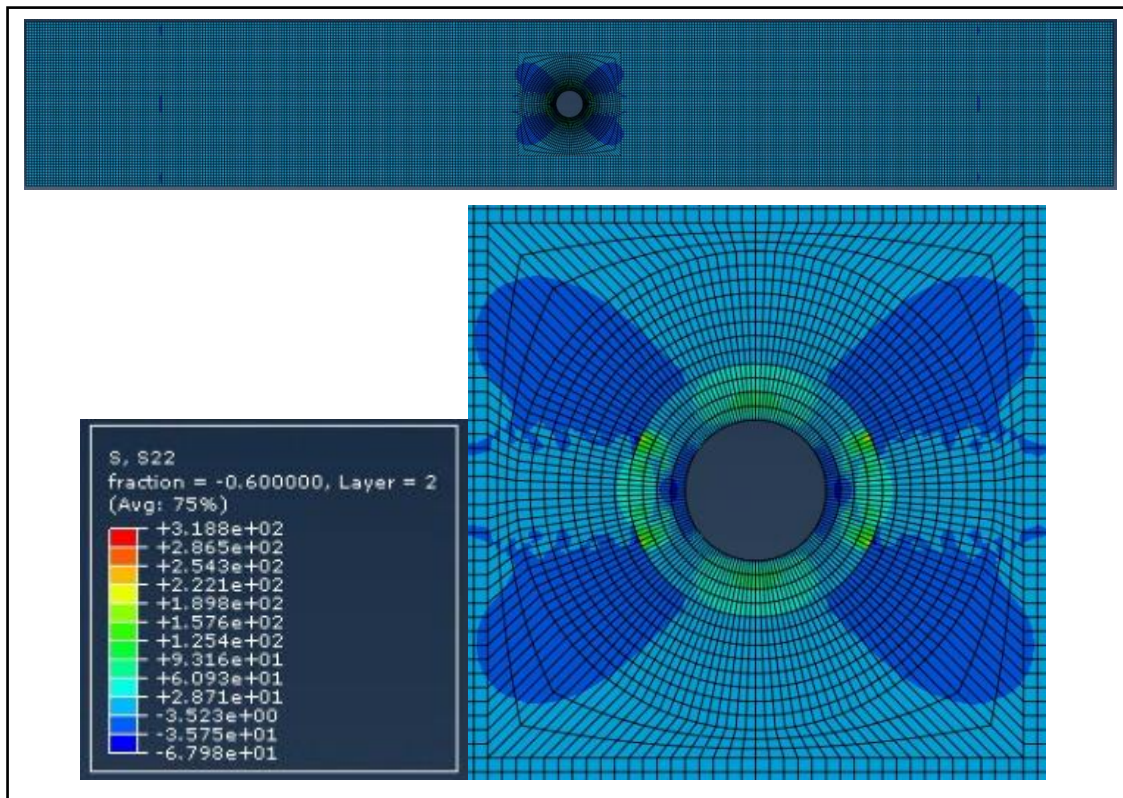 S, S22
fraction = -0.600000, Layer = 2
(Avg: 75%)
+3.188e+02
+2.865e+02
+2.543e+02
+2.221e+02
+1.898e+02
+1.576e+02
+1.254e+02
+9.316e+01
+6.093e+01
+2.871e+01
-3.523e+00
-3.575e+01
-6.798e+01